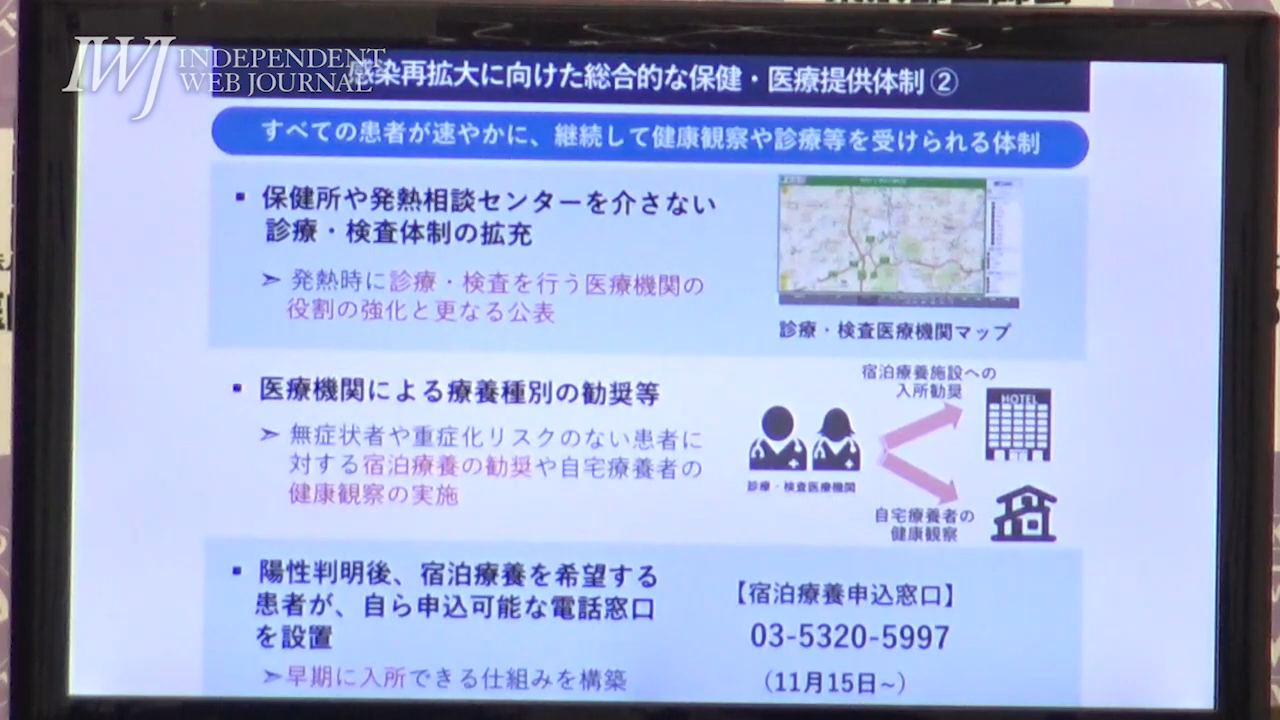 IWJ INDEPENDENT
WEB JOURNAL
感染再拡大に向けた総合的な保健・医療提供体制②
すべての患者が速やかに、継続して健康観察や診療等を受けられる体制
▪ 保健所や発熱相談センターを介さない
診療・検査体制の拡充
➢ 発熱時に診療・検査を行う医療機関の
役割の強化と更なる公表
診療・検査医療機関マップ
▪ 医療機関による療養種別の勧奨等
➢ 無症状者や重症化リスクのない患者に
対する宿泊療養の勧奨や自宅療養者の
健康観察の実施
宿泊療養施設への
入所勧奨
HOTEL
診療・検査医療機関
自宅療養者の
健康観察
▪ 陽性判明後、宿泊療養を希望する
患者が、自ら申込可能な電話窓口
を設置
➢早期に入所できる仕組みを構築
【宿泊療養申込窓口】
03-5320-5997
（11月15日~）